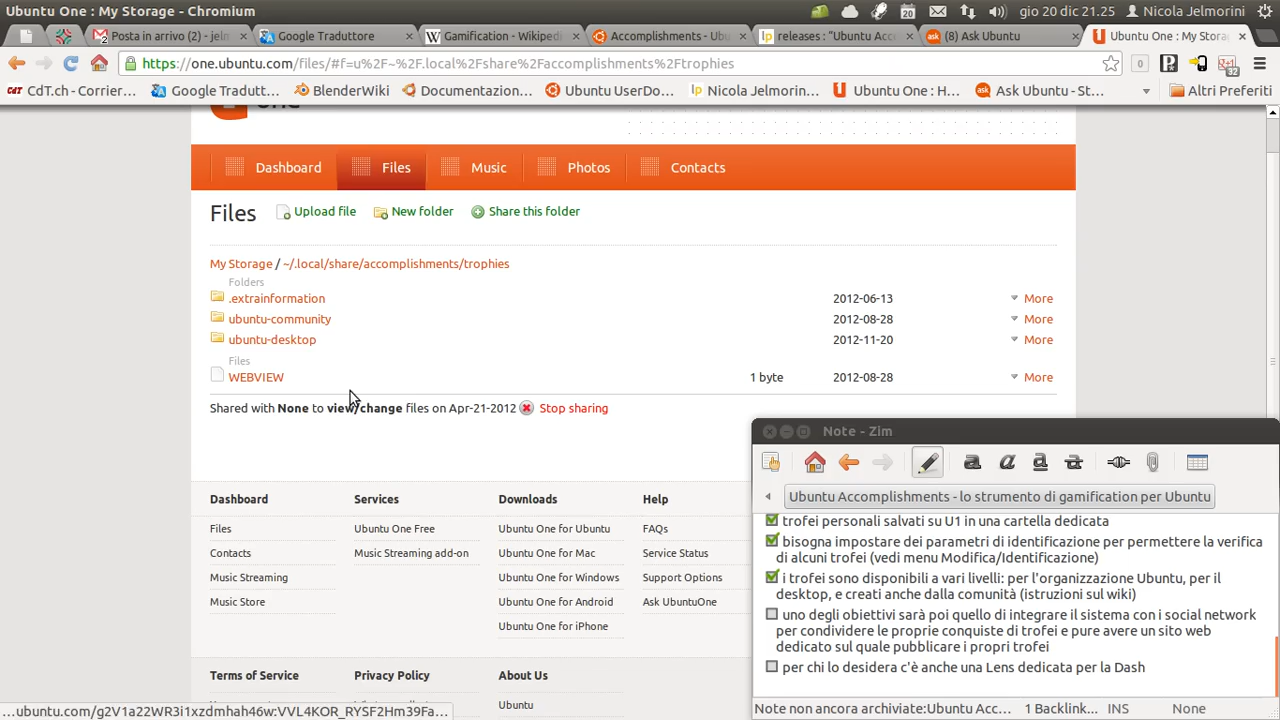 Ubuntu One : My Storage - Chromium
20
gio 20 dic 21.25
Nicola Jelmorini
Posta in arrivo (2) - jelm
Google Traduttore
Gamification - Wikipedi
Accomplishments - Ub
releases : "Ubuntu Acc
(8) Ask Ubuntu
Ubuntu One : My Stora
https://one.ubuntu.com/files/#f=u%2F~%2F.local%2Fshare%2Faccomplishments%2Ftrophies
0
32
CdT.ch - Corrier...
Google Tradutt...
BlenderWiki
Documentazion...
Ubuntu UserDo...
Nicola Jelmorin...
Ubuntu One : H...
Ask Ubuntu - St...
Altri Preferiti
Dashboard
Files
Music
Photos
Contacts
Files
Upload file
New folder
Share this folder
My Storage / ~/.local/share/accomplishments/trophies
Folders
.extrainformation 2012-06-13 More
ubuntu-community 2012-08-28 More
ubuntu-desktop 2012-11-20 More
Files
WEBVIEW 1 byte 2012-08-28 More
Shared with None to view/change files on Apr-21-2012 Stop sharing
Dashboard
Files
Contacts
Music Streaming
Music Store
Services
Ubuntu One Free
Music Streaming add-on
Downloads
Ubuntu One for Ubuntu
Ubuntu One for Mac
Ubuntu One for Windows
Ubuntu One for Android
Ubuntu One for iPhone
Help
FAQs
Service Status
Support Options
Ask UbuntuOne
Terms of Service
Privacy Policy
About Us
Ubuntu
...ubuntu.com/g2V1a22WR3i1xzdmhah46w:VVL4KOR_RYSF2Hm39Fa...
Note - Zim
Ubuntu Accomplishments - lo strumento di gamification per Ubuntu
trofei personali salvati su U1 in una cartella dedicata
bisogna impostare dei parametri di identificazione per permettere la verifica
di alcuni trofei (vedi menu Modifica/Identificazione)
i trofei sono disponibili a vari livelli: per l'organizzazione Ubuntu, per il
desktop, e creati anche dalla comunità (istruzioni sul wiki)
uno degli obiettivi sarà poi quello di integrare il sistema con i social network
per condividere le proprie conquiste di trofei e pure avere un sito web
dedicato sul quale pubblicare i propri trofei
per chi lo desidera c'è anche una Lens dedicata per la Dash
Note non ancora archiviate:Ubuntu Acc...
1 Backlink...
INS
None